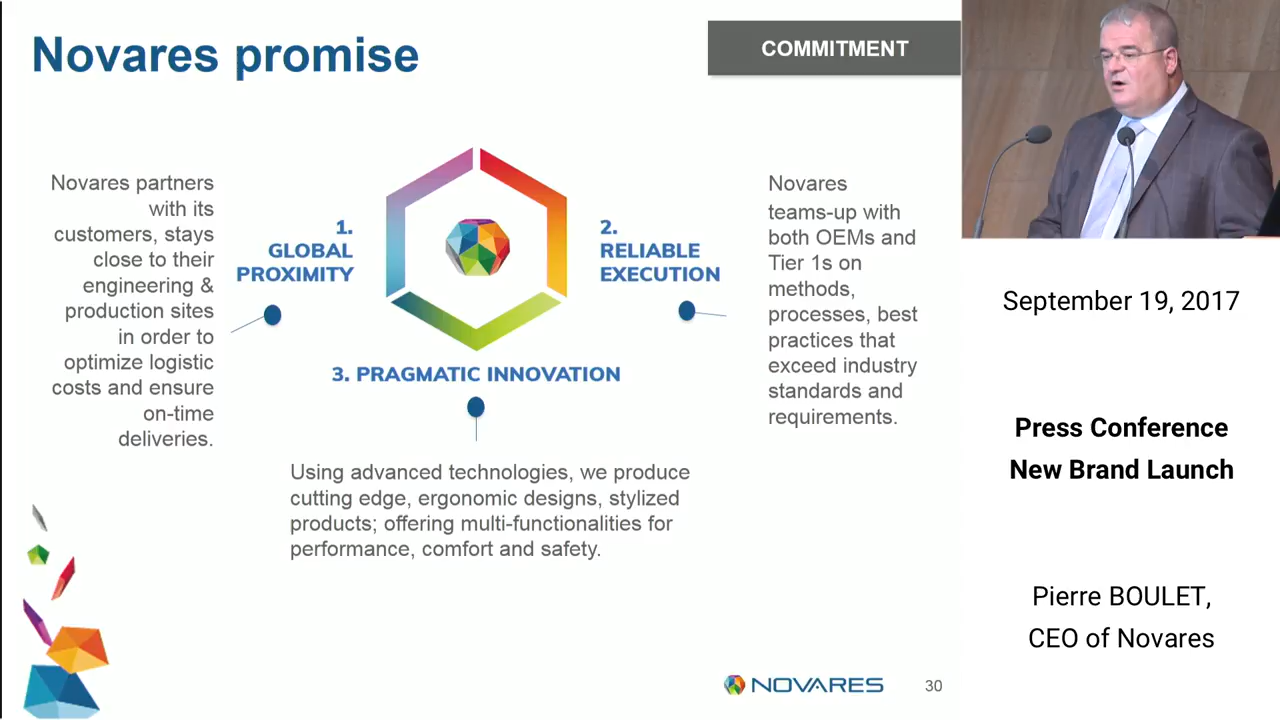 Novares promise
COMMITMENT
Novares partners
with its
customers, stays
close to their
engineering &
production sites
in order to
optimize logistic
costs and ensure
on-time
deliveries.
1.
GLOBAL
PROXIMITY
2.
RELIABLE
EXECUTION
Novares
teams-up with
both OEMs and
Tier 1s on
methods,
processes, best
practices that
exceed industry
standards and
requirements.
3. PRAGMATIC INNOVATION
Using advanced technologies, we produce
cutting edge, ergonomic designs, stylized
products; offering multi-functionalities for
performance, comfort and safety.
NOVARES
30
September 19, 2017
Press Conference
New Brand Launch
Pierre BOULET,
CEO of Novares